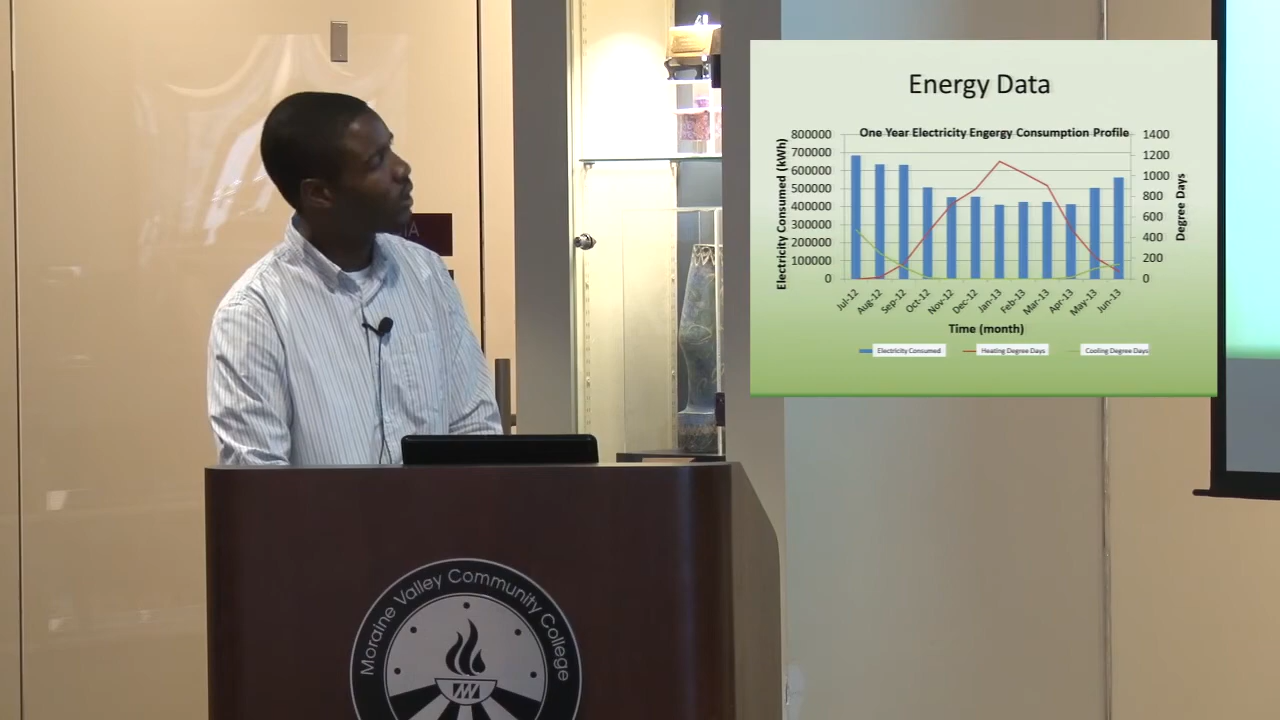 Energy Data
One Year Electricity Engergy Consumption Profile
Electricity Consumed (kWh)
800000
700000
600000
500000
400000
300000
200000
100000
0
1400
1200
1000
800
600
400
200
0
Degree Days
Jul-12 Aug-12 Sep-12 Oct-12 Nov-12 Dec-12 Jan-13 Feb-13 Mar-13 Apr-13 May-13 Jun-13
Time (month)
Electricity Consumed Heating Degree Days Cooling Degree Days
Moraine Valley Community College